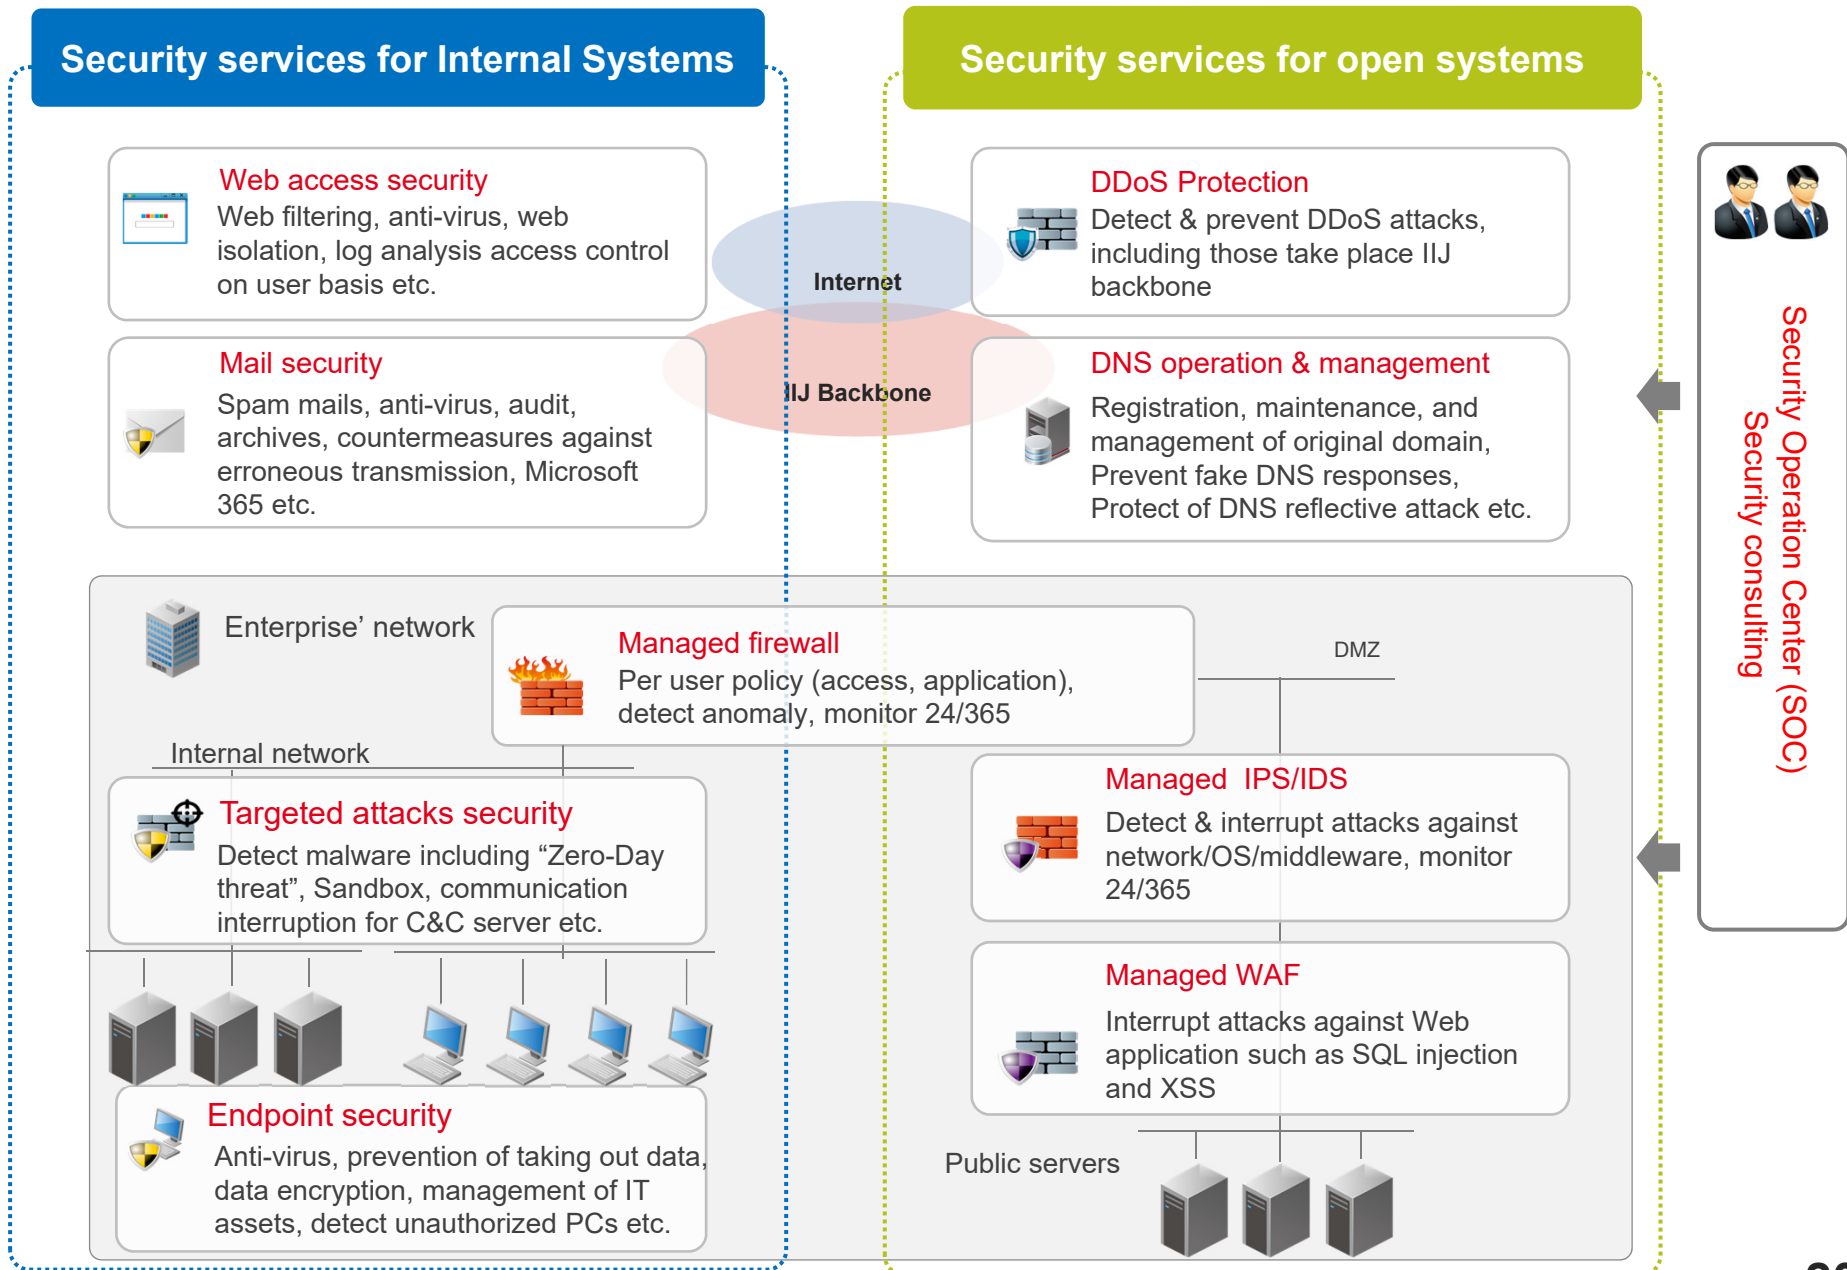 Security services for Internal Systems
Security services for open systems
Web access security
Web filtering, anti-virus, web
isolation, log analysis access control
on user basis etc.
Mail security
Spam mails, anti-virus, audit,
archives, countermeasures against
erroneous transmission, Microsoft
365 etc.
Internet
IIJ Backbone
DDoS Protection
Detect & prevent DDoS attacks,
including those take place IIJ
backbone
DNS operation & management
Registration, maintenance, and
management of original domain,
Prevent fake DNS responses,
Protect of DNS reflective attack etc.
Security Operation Center (SOC)
Security consulting
Enterprise’ network
Managed firewall
Per user policy (access, application),
detect anomaly, monitor 24/365
DMZ
Internal network
Targeted attacks security
Detect malware including “Zero-Day
threat”, Sandbox, communication
interruption for C&C server etc.
Managed IPS/IDS
Detect & interrupt attacks against
network/OS/middleware, monitor
24/365
Managed WAF
Interrupt attacks against Web
application such as SQL injection
and XSS
Endpoint security
Anti-virus, prevention of taking out data,
data encryption, management of IT
assets, detect unauthorized PCs etc.
Public servers